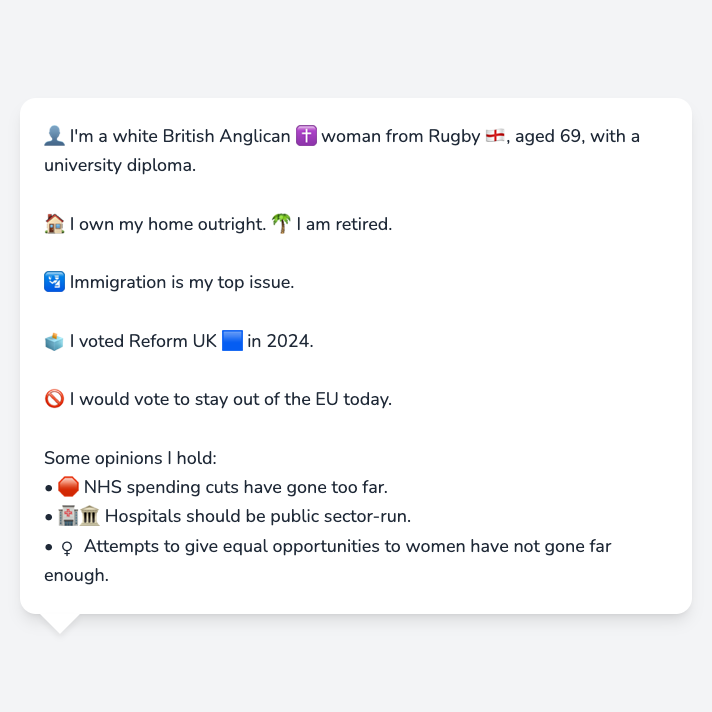 👤 I'm a white British Anglican ✝️ woman from Rugby 🏴󠁧󠁢󠁥󠁮󠁧󠁿, aged 69, with a
university diploma.
🏠 I own my home outright. 🌴 I am retired.
🛂 Immigration is my top issue.
🗳️ I voted Reform UK 🟦 in 2024.
🚫 I would vote to stay out of the EU today.
Some opinions I hold:
• 🛑 NHS spending cuts have gone too far.
• 🏥🏛️ Hospitals should be public sector-run.
• ♀ Attempts to give equal opportunities to women have not gone far
enough.